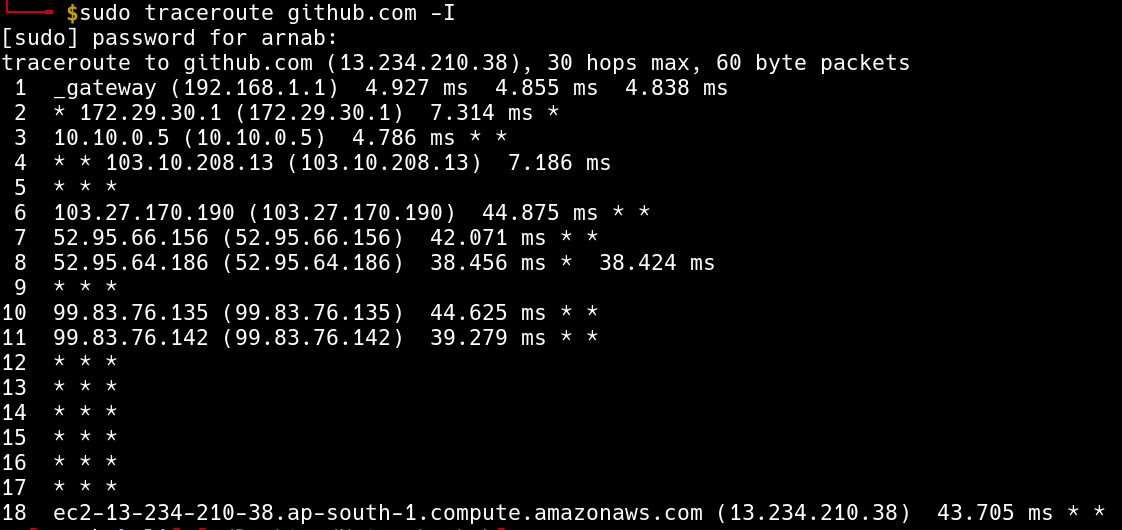 $sudo traceroute github.com -I
[sudo] password for arnab:
traceroute to github.com (13.234.210.38), 30 hops max, 60 byte packets
1 _gateway (192.168.1.1) 4.927 ms 4.855 ms 4.838 ms
2 * 172.29.30.1 (172.29.30.1) 7.314 ms *
3 10.10.0.5 (10.10.0.5) 4.786 ms * *
4 * * 103.10.208.13 (103.10.208.13) 7.186 ms
5 * * *
6 103.27.170.190 (103.27.170.190) 44.875 ms * *
7 52.95.66.156 (52.95.66.156) 42.071 ms * *
8 52.95.64.186 (52.95.64.186) 38.456 ms * 38.424 ms
9 * * *
10 99.83.76.135 (99.83.76.135) 44.625 ms * *
11 99.83.76.142 (99.83.76.142) 39.279 ms * *
12 * * *
13 * * *
14 * * *
15 * * *
16 * * *
17 * * *
18 ec2-13-234-210-38.ap-south-1.compute.amazonaws.com (13.234.210.38) 43.705 ms * *